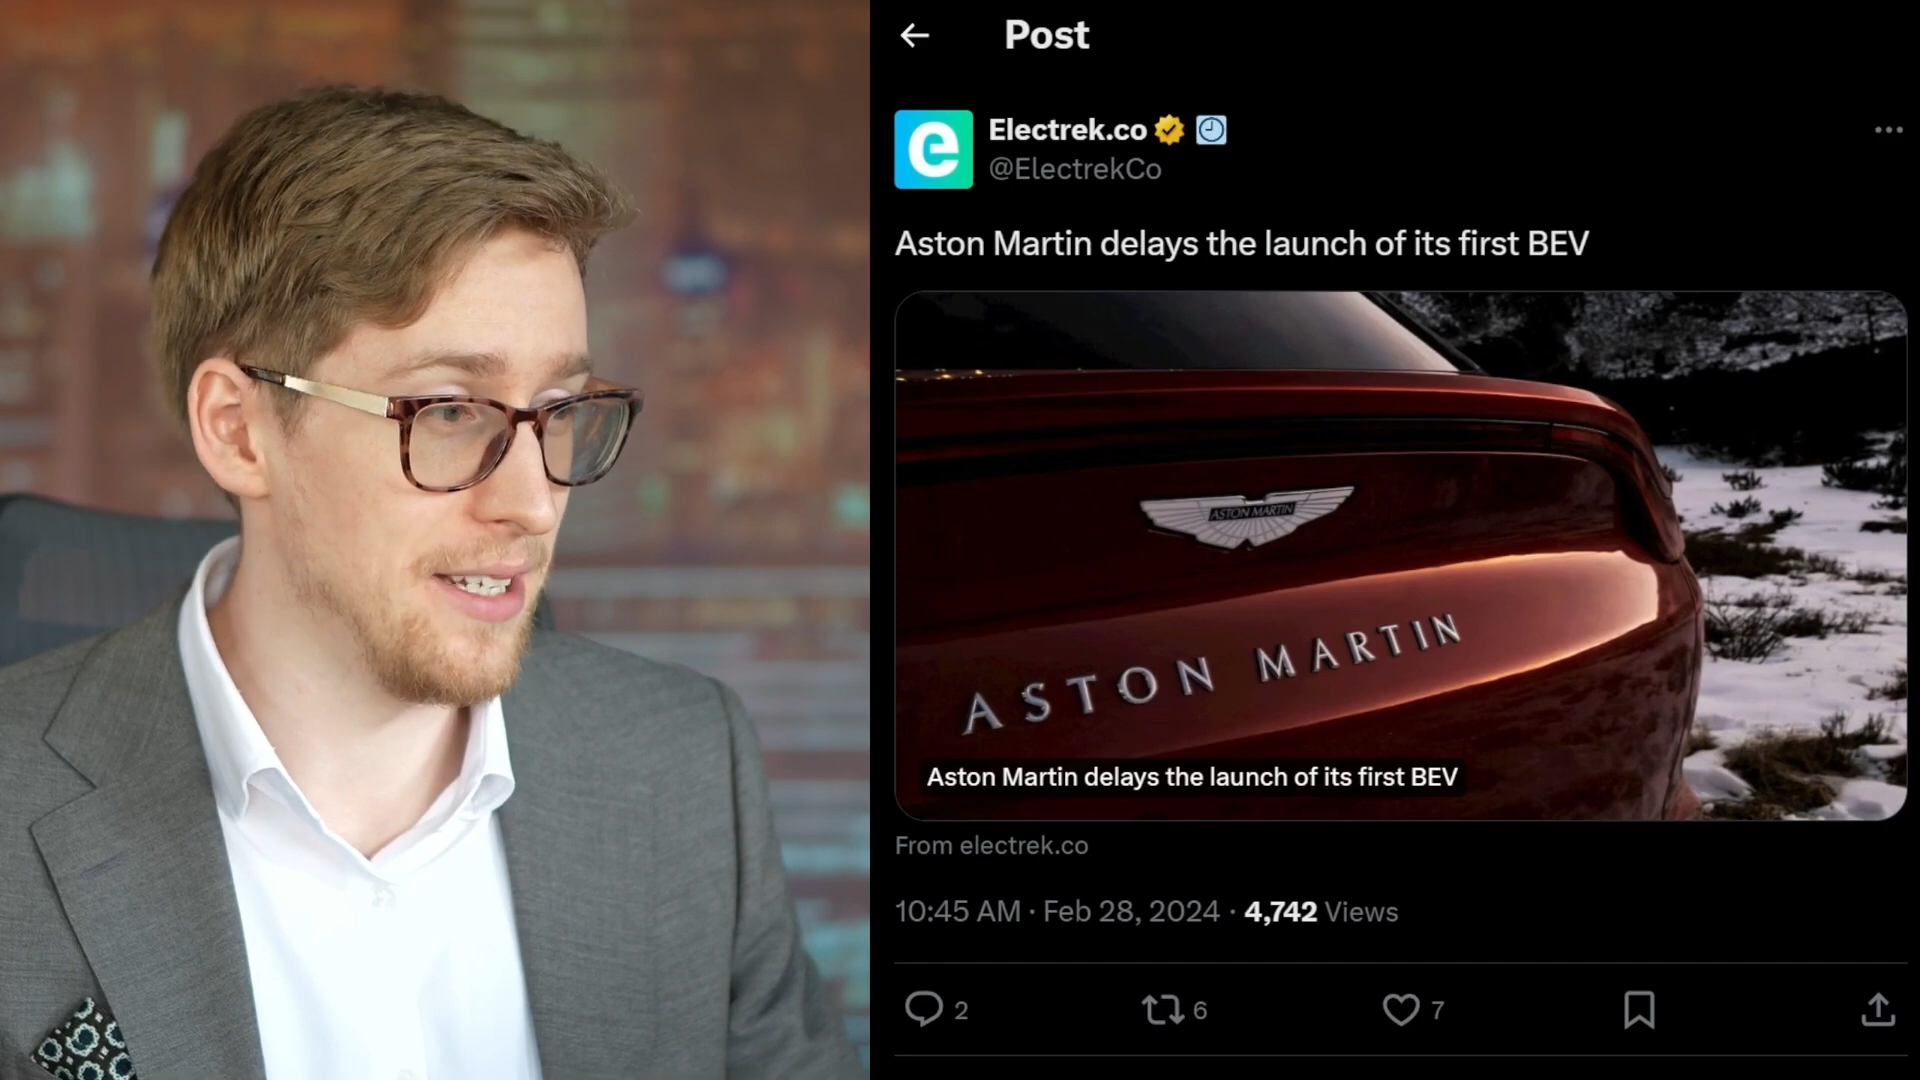 Post
Electrek.co
@ElectrekCo
Aston Martin delays the launch of its first BEV
ASTON MARTIN
ASTON MARTIN
Aston Martin delays the launch of its first BEV
From electrek.co
10:45 AM · Feb 28, 2024 · 4,742 Views
2 6 7